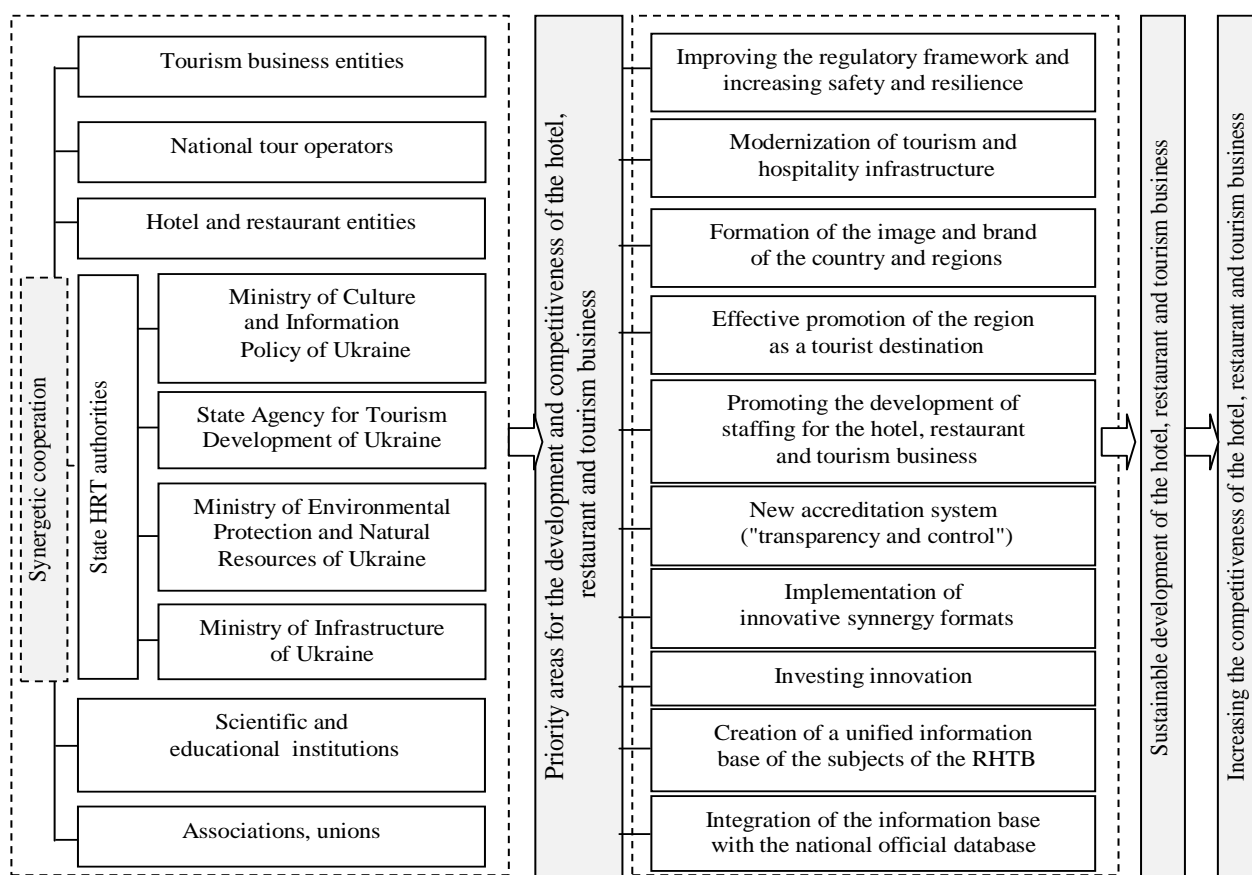 Tourism business entities
National tour operators
Hotel and restaurant entities
Synergetic cooperation
State HRT authorities
Ministry of Culture
and Information
Policy of Ukraine
State Agency for Tourism
Development of Ukraine
Ministry of Environmental
Protection and Natural
Resources of Ukraine
Ministry of Infrastructure
of Ukraine
Scientific and
educational institutions
Associations, unions
Priority areas for the development and competitiveness of the hotel,
restaurant and tourism business
Improving the regulatory framework and
increasing safety and resilience
Modernization of tourism and
hospitality infrastructure
Formation of the image and brand
of the country and regions
Effective promotion of the region
as a tourist destination
Promoting the development of
staffing for the hotel, restaurant
and tourism business
New accreditation system
("transparency and control")
Implementation of
innovative synnergy formats
Investing innovation
Creation of a unified information
base of the subjects of the RHTB
Integration of the information base
with the national official database
Sustainable development of the hotel, restaurant and tourism business
Increasing the competitiveness of the hotel, restaurant and tourism business